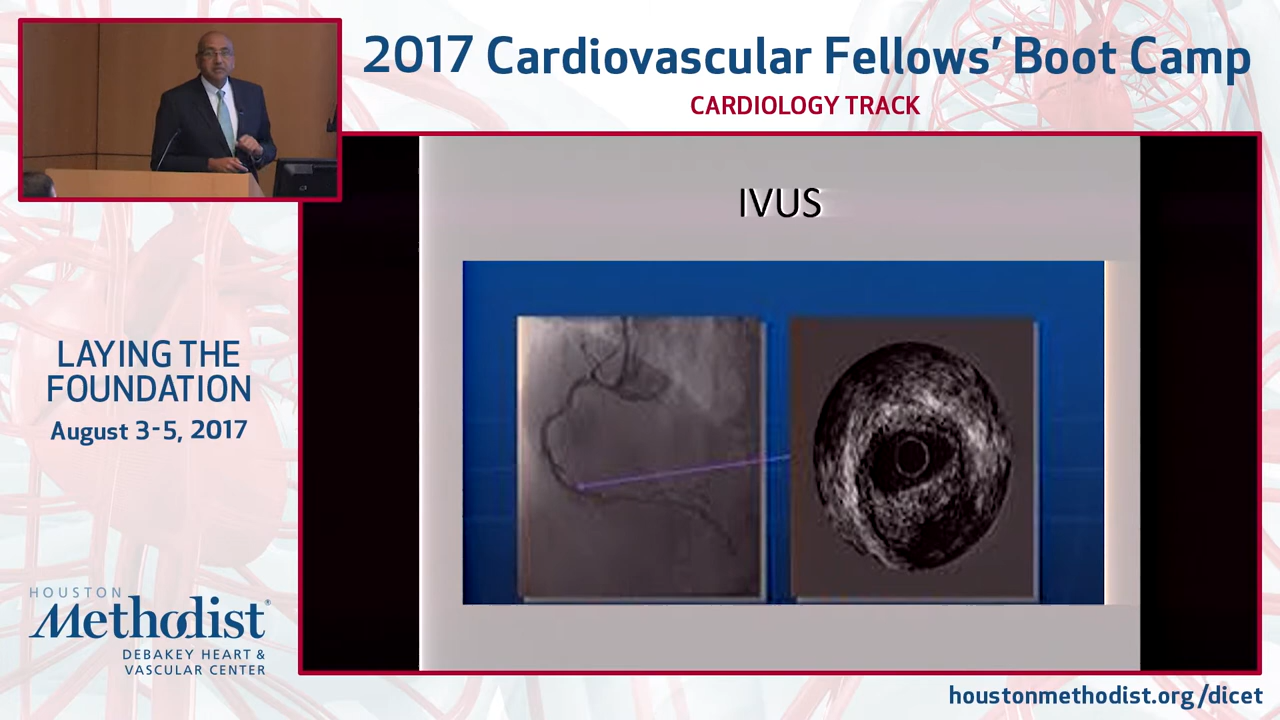 2017 Cardiovascular Fellows’ Boot Camp
CARDIOLOGY TRACK
IVUS
LAYING THE
FOUNDATION
August 3-5, 2017
HOUSTON
Methodist®
DEBAKEY HEART &
VASCULAR CENTER
houstonmethodist.org/dicet